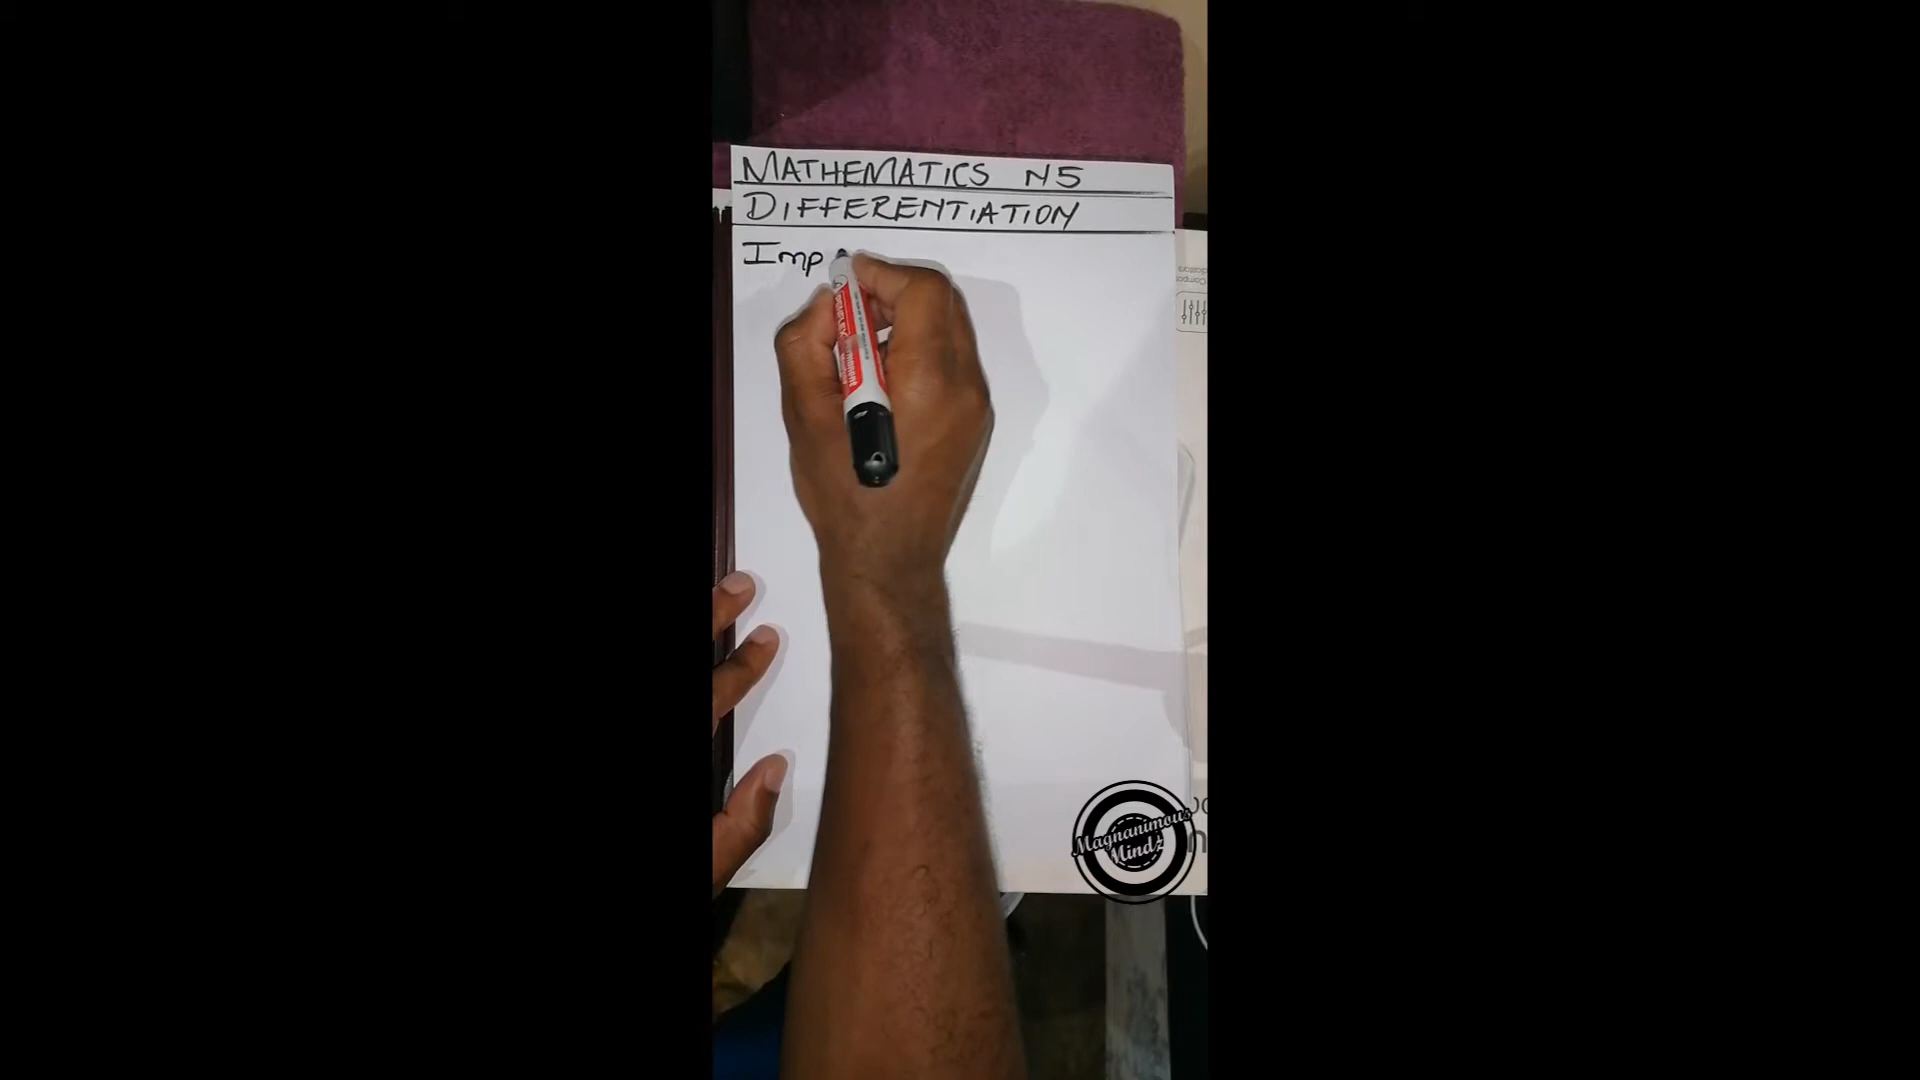 MATHEMATICS N5
DIFFERENTIATION
Imp
Magnanimous
Mindz